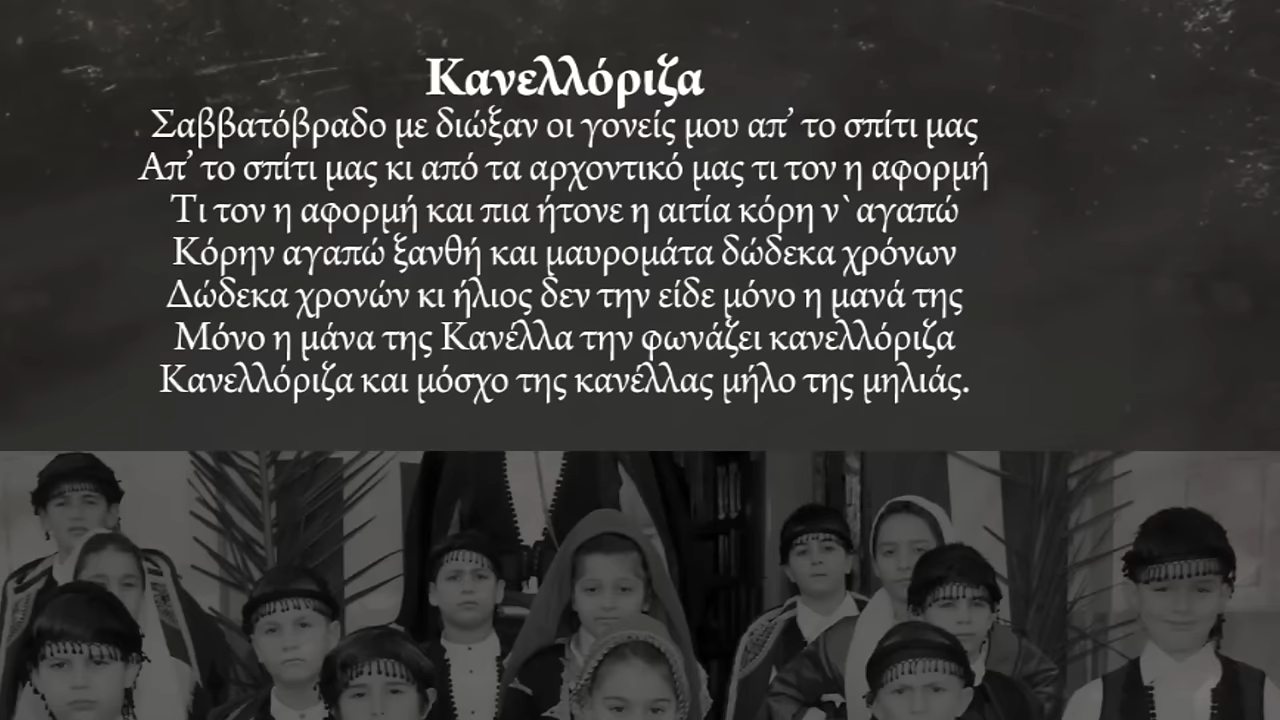 Κανελλόριζα
Σαββατόβραδο με διώξαν οι γονείς μου απ’ το σπίτι μας
Απ’ το σπίτι μας κι από τα αρχοντικό μας τι τον η αφορμή
Τι τον η αφορμή και πια ήτονε η αιτία κόρη ν` αγαπώ
Κόρην αγαπώ ξανθή και μαυρομάτα δώδεκα χρόνων
Δώδεκα χρονών κι ήλιος δεν την είδε μόνο η μανά της
Μόνο η μάνα της Κανέλλα την φωνάζει κανελλόριζα
Κανελλόριζα και μόσχο της κανέλλας μήλο της μηλιάς.